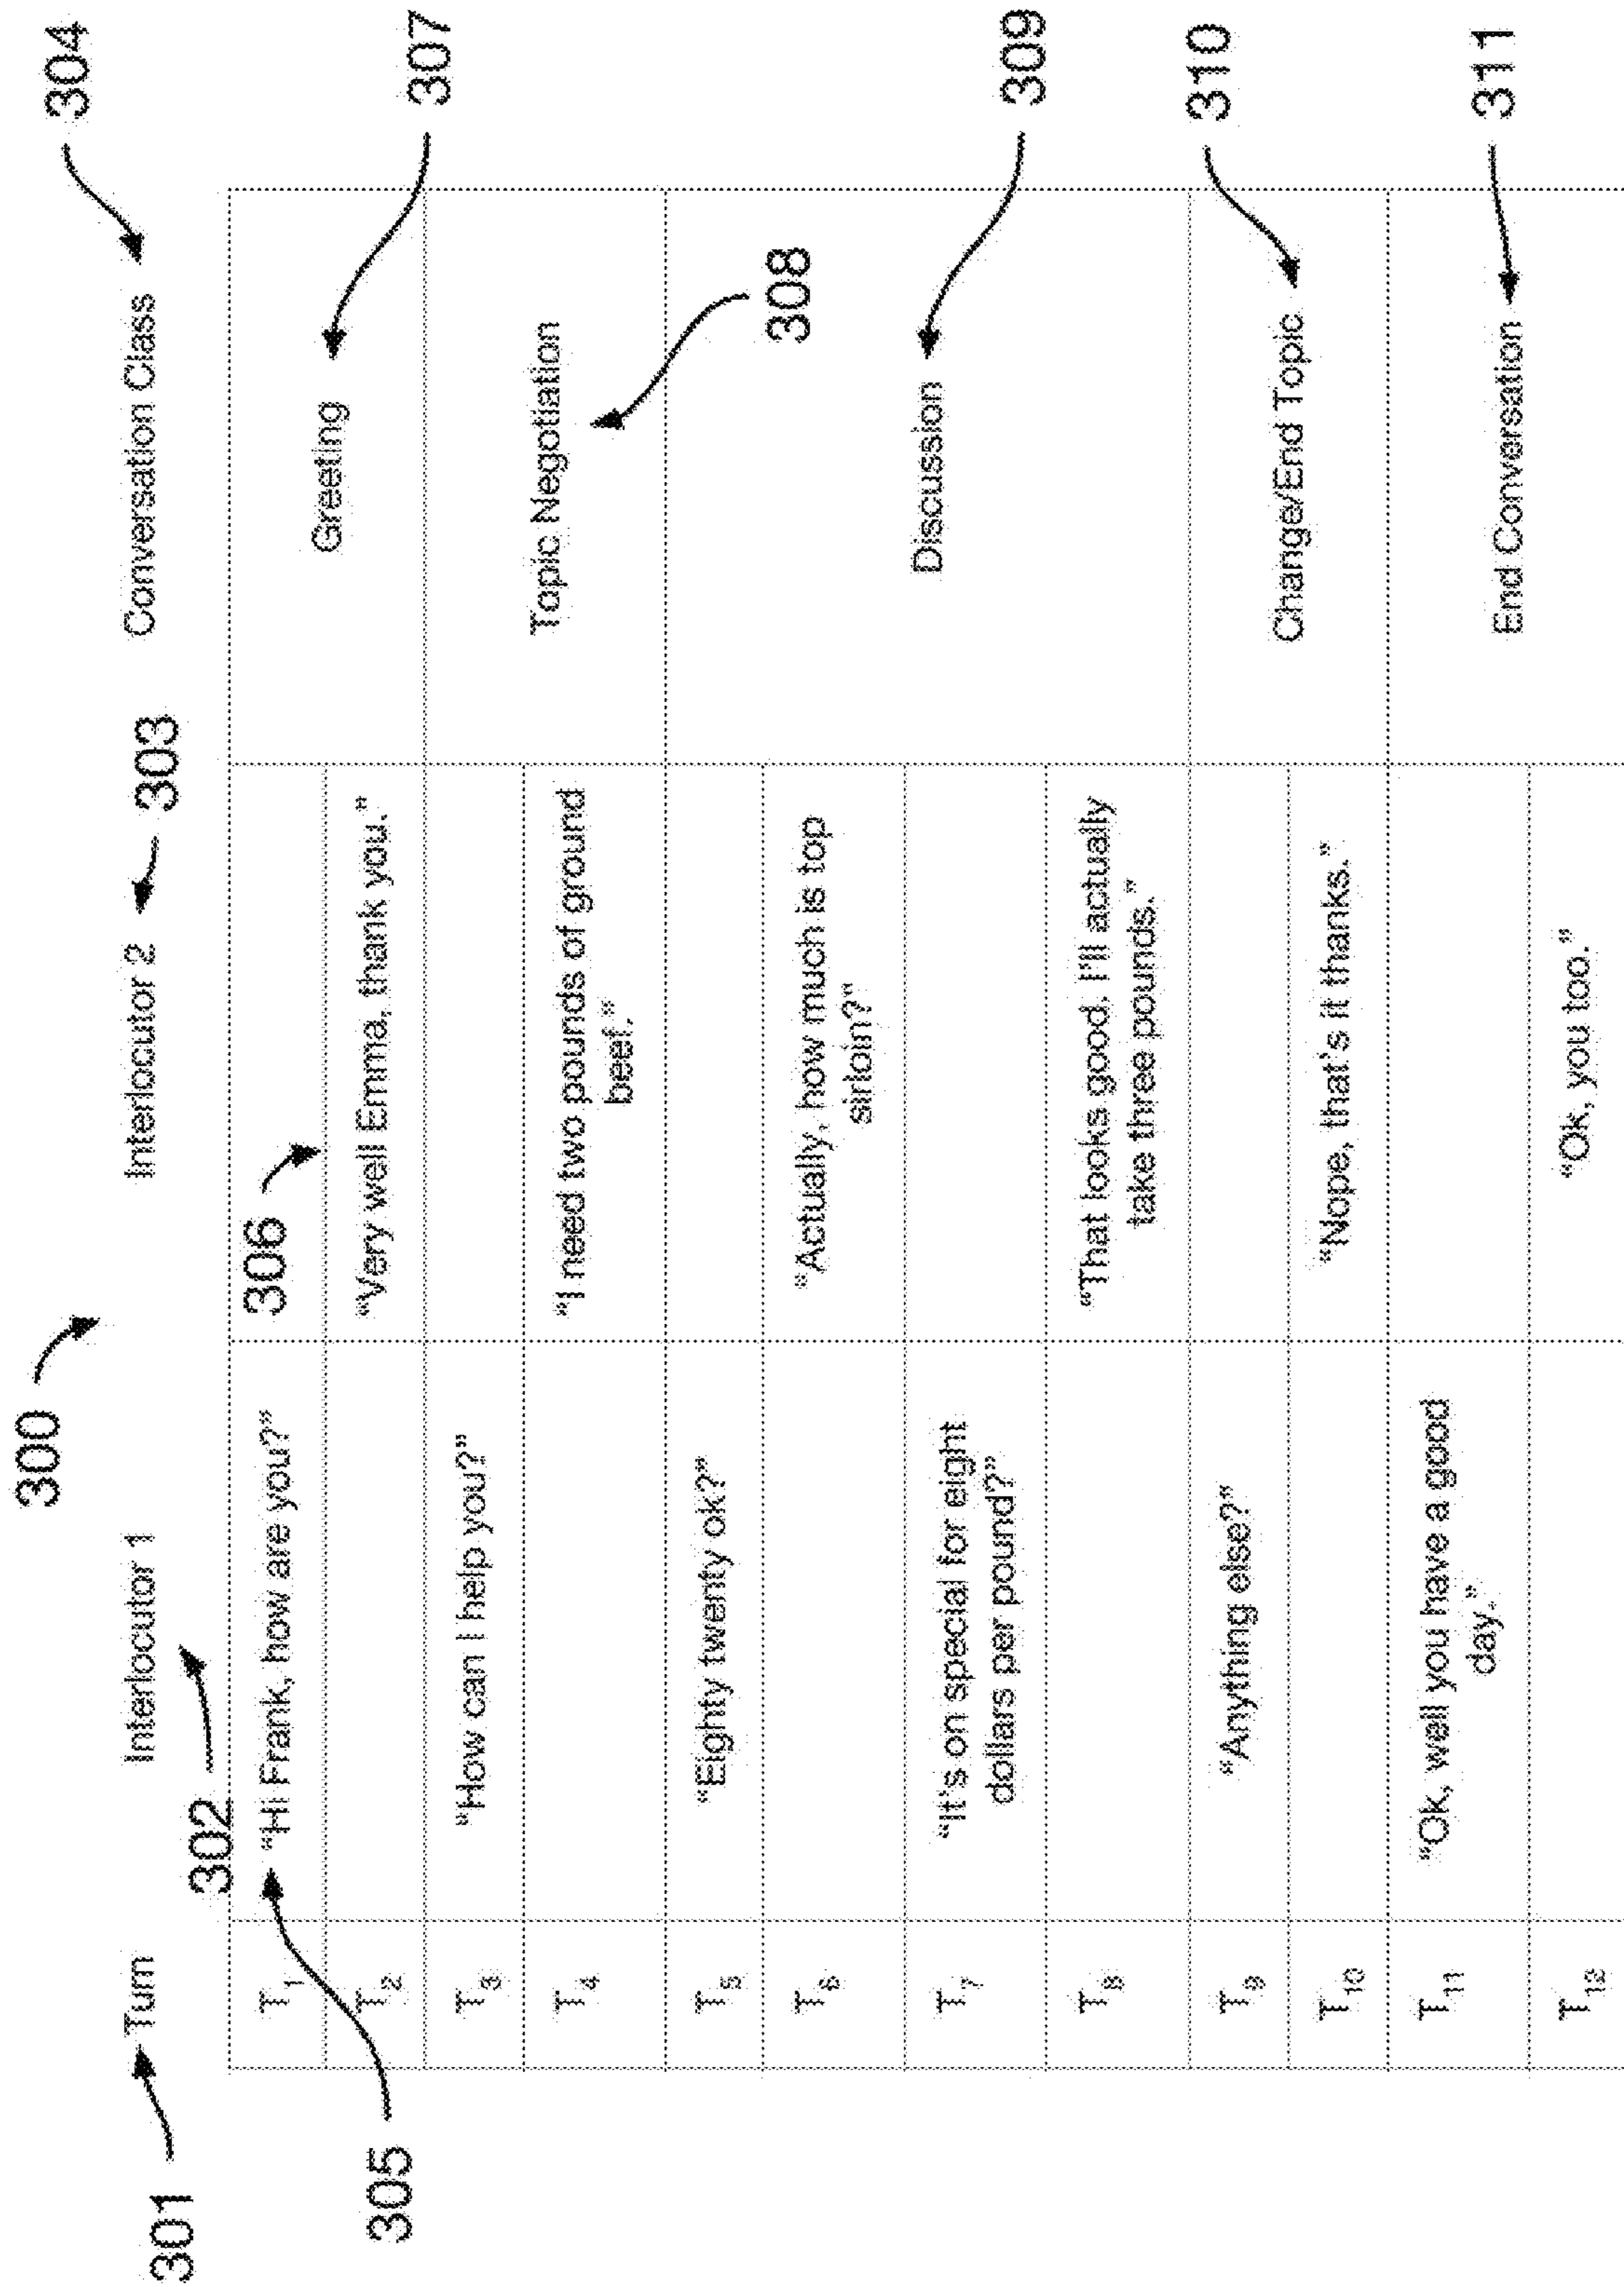 300
301 Turn
302 Interlocutor 1
Interlocutor 2 303
Conversation Class 304
305
T1 "Hi Frank, how are you?"
306
Greeting 307
T2 "Very well Emma, thank you."
T3 "How can I help you?"
Topic Negotiation
308
T4 "I need two pounds of ground
beef."
T5 "Eighty twenty ok?"
T6 "Actually, how much is top
sirloin?"
Discussion 309
T7 "It's on special for eight
dollars per pound?"
T8 "That looks good. I'll actually
take three pounds."
T9 "Anything else?"
Change/End Topic 310
T10 "Nope, that's it thanks."
T11 "Ok, well you have a good
day."
End Conversation 311
T12 "Ok, you too."